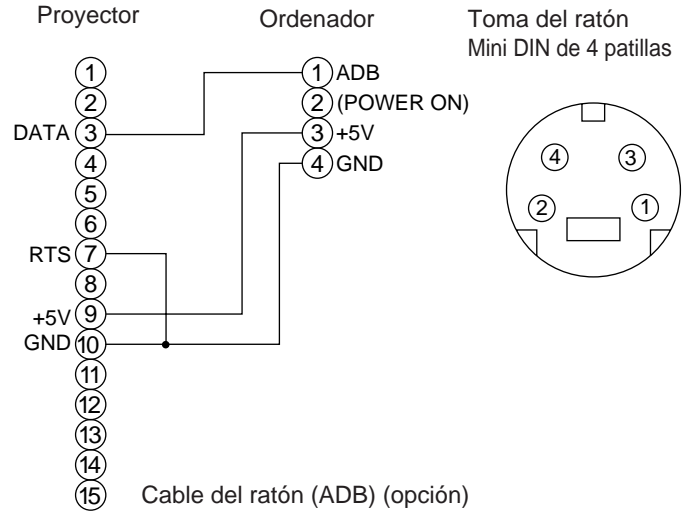 Proyector
Ordenador
Toma del ratón
Mini DIN de 4 patillas
1
2
DATA 3
4
5
6
RTS 7
8
+5V 9
GND 10
11
12
13
14
15
1 ADB
2 (POWER ON)
3 +5V
4 GND
4 3
2 1
Cable del ratón (ADB) (opción)